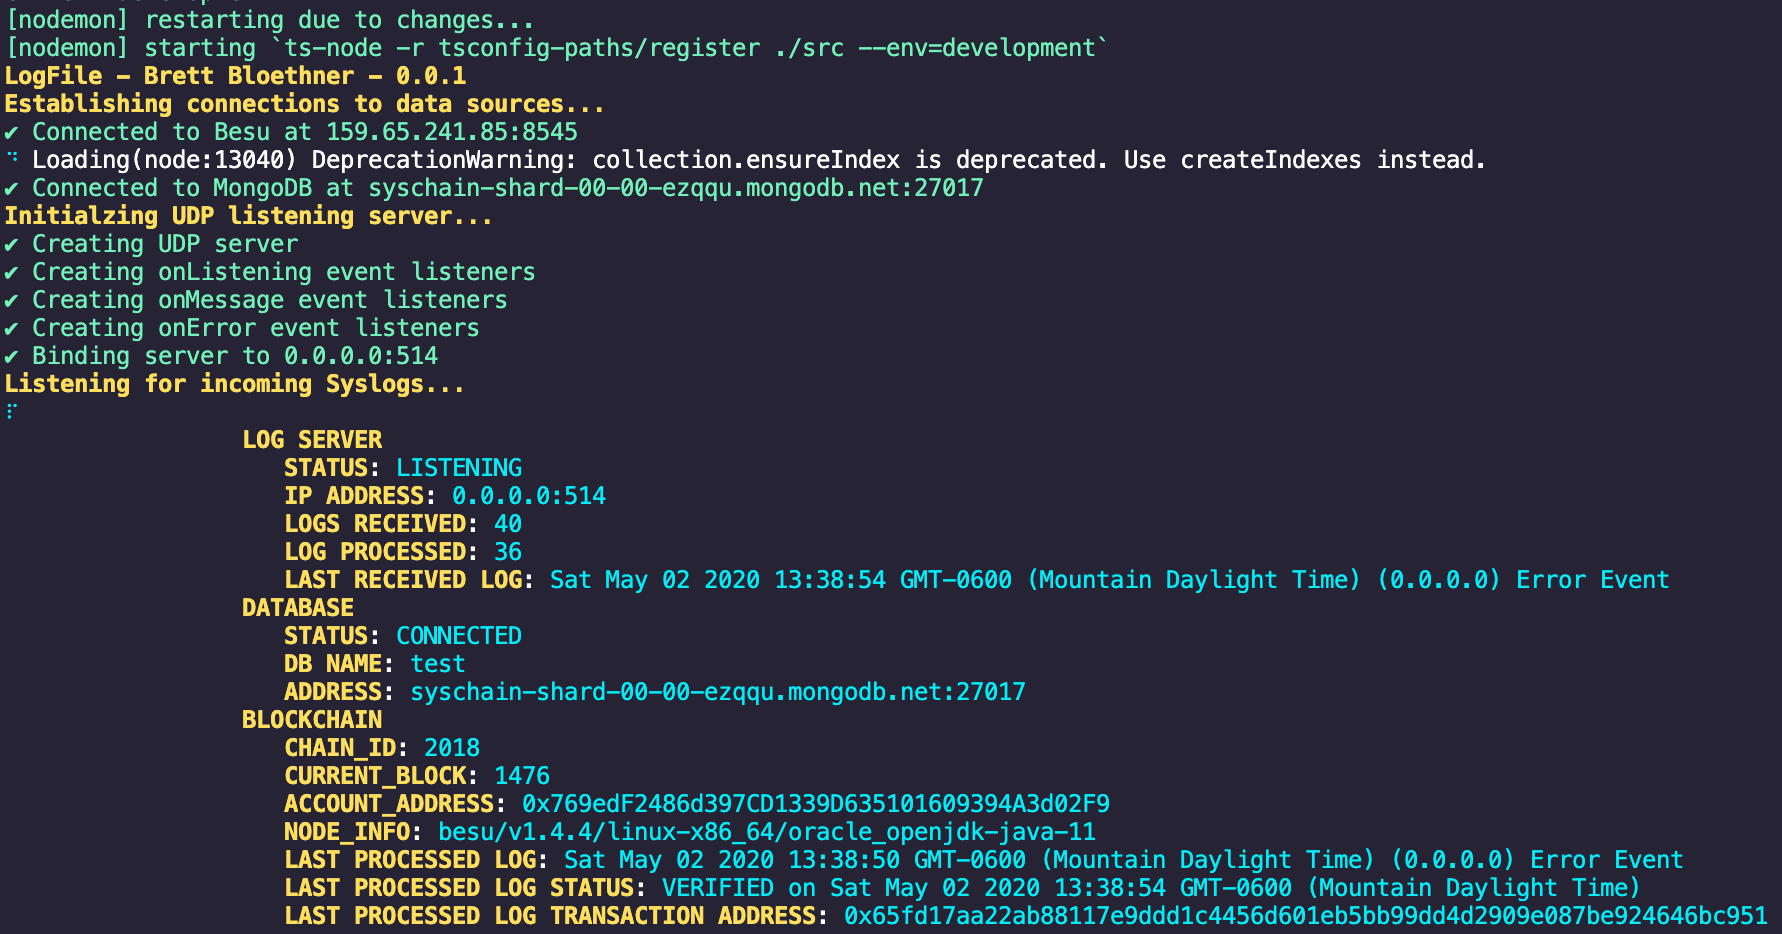 [nodemon] restarting due to changes...
[nodemon] starting `ts-node -r tsconfig-paths/register ./src --env=development`
LogFile - Brett Bloethner - 0.0.1
Establishing connections to data sources...
✔ Connected to Besu at 159.65.241.85:8545
Loading(node:13040) DeprecationWarning: collection.ensureIndex is deprecated. Use createIndexes instead.
✔ Connected to MongoDB at syschain-shard-00-00-ezqqu.mongodb.net:27017
Initialzing UDP listening server...
✔ Creating UDP server
✔ Creating onListening event listeners
✔ Creating onMessage event listeners
✔ Creating onError event listeners
✔ Binding server to 0.0.0.0:514
Listening for incoming Syslogs...
LOG SERVER
STATUS: LISTENING
IP ADDRESS: 0.0.0.0:514
LOGS RECEIVED: 40
LOG PROCESSED: 36
LAST RECEIVED LOG: Sat May 02 2020 13:38:54 GMT-0600 (Mountain Daylight Time) (0.0.0.0) Error Event
DATABASE
STATUS: CONNECTED
DB NAME: test
ADDRESS: syschain-shard-00-00-ezqqu.mongodb.net:27017
BLOCKCHAIN
CHAIN_ID: 2018
CURRENT_BLOCK: 1476
ACCOUNT_ADDRESS: 0x769edF2486d397CD1339D635101609394A3d02F9
NODE_INFO: besu/v1.4.4/linux-x86_64/oracle_openjdk-java-11
LAST PROCESSED LOG: Sat May 02 2020 13:38:50 GMT-0600 (Mountain Daylight Time) (0.0.0.0) Error Event
LAST PROCESSED LOG STATUS: VERIFIED on Sat May 02 2020 13:38:54 GMT-0600 (Mountain Daylight Time)
LAST PROCESSED LOG TRANSACTION ADDRESS: 0x65fd17aa22ab88117e9ddd1c4456d601eb5bb99dd4d2909e087be924646bc951